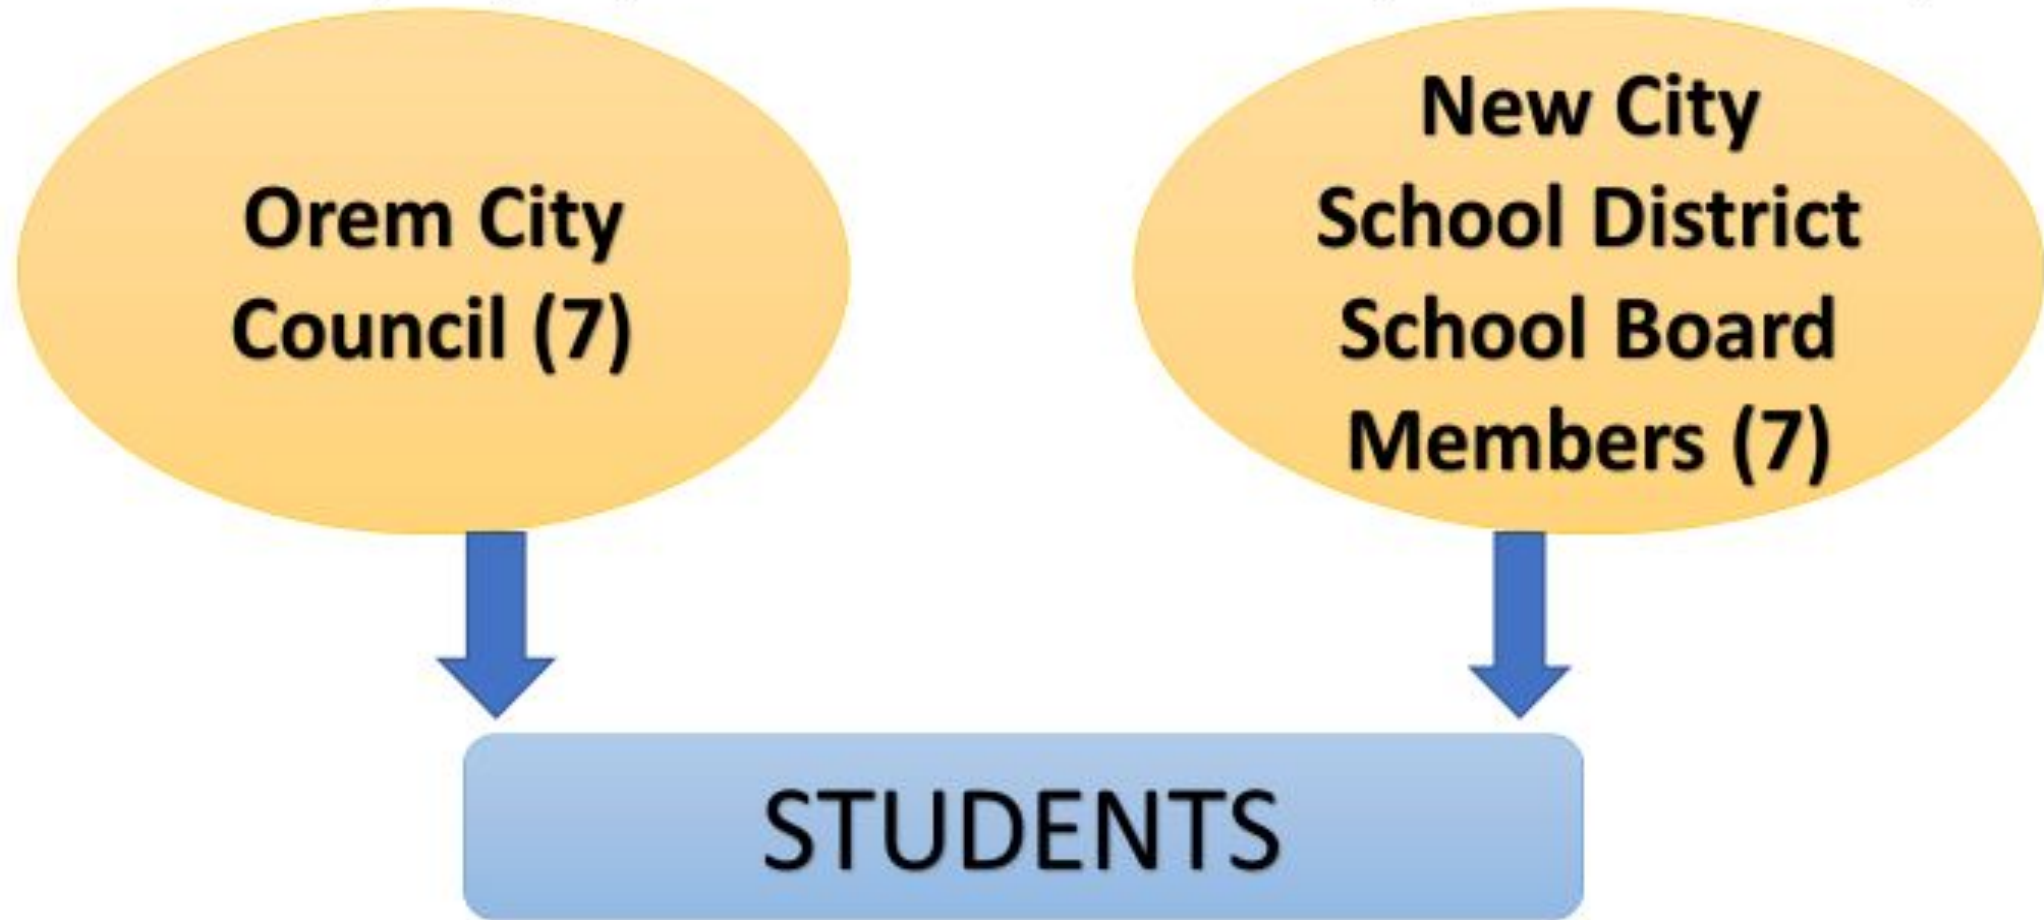 Orem City
Council (7)
New City
School District
School Board
Members (7)
STUDENTS